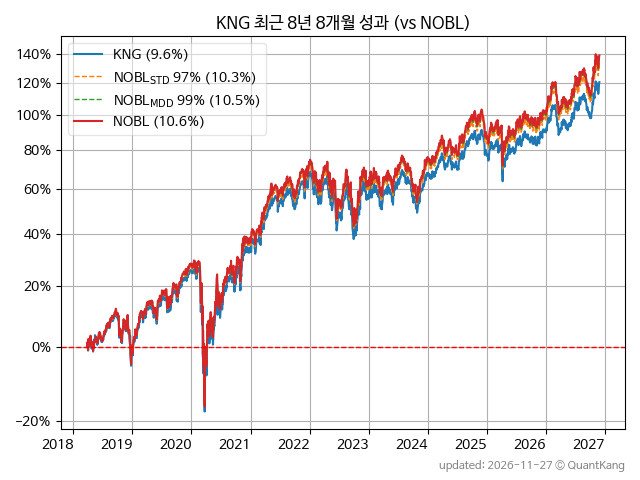 KNG 최근 8년 8개월 성과 (vs NOBL)
KNG (9.6%)
NOBLSTD 97% (10.3%)
NOBLMDD 99% (10.5%)
NOBL (10.6%)
140%
120%
100%
80%
60%
40%
20%
0%
−20%
2018 2019 2020 2021 2022 2023 2024 2025 2026 2027
updated: 2026-11-27 © QuantKang